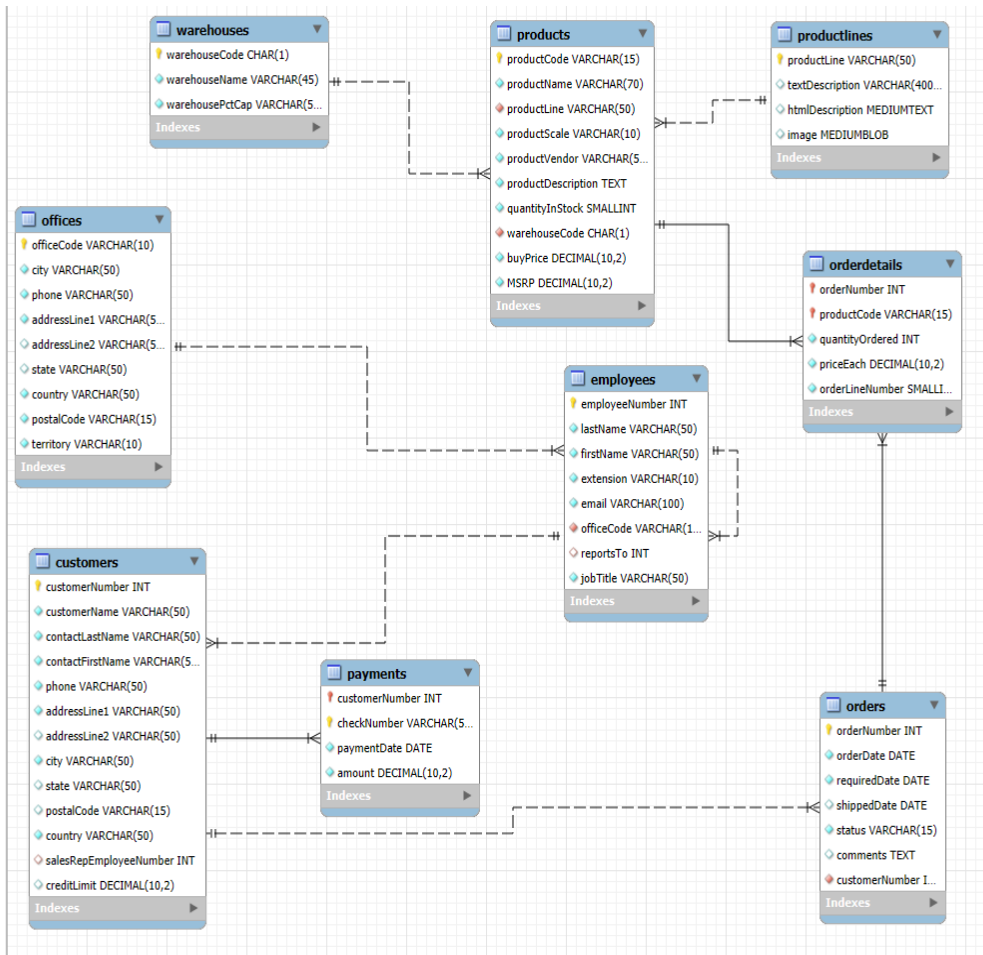 warehouses
warehouseCode CHAR(1)
warehouseName VARCHAR(45)
warehousePctCap VARCHAR(5...
Indexes
products
productCode VARCHAR(15)
productName VARCHAR(70)
productLine VARCHAR(50)
productScale VARCHAR(10)
productVendor VARCHAR(5...
productDescription TEXT
quantityInStock SMALLINT
warehouseCode CHAR(1)
buyPrice DECIMAL(10,2)
MSRP DECIMAL(10,2)
Indexes
productlines
productLine VARCHAR(50)
textDescription VARCHAR(400...
htmlDescription MEDIUMTEXT
image MEDIUMBLOB
Indexes
offices
officeCode VARCHAR(10)
city VARCHAR(50)
phone VARCHAR(50)
addressLine1 VARCHAR(5...
addressLine2 VARCHAR(5...
state VARCHAR(50)
country VARCHAR(50)
postalCode VARCHAR(15)
territory VARCHAR(10)
Indexes
orderdetails
orderNumber INT
productCode VARCHAR(15)
quantityOrdered INT
priceEach DECIMAL(10,2)
orderLineNumber SMALLI...
Indexes
employees
employeeNumber INT
lastName VARCHAR(50)
firstName VARCHAR(50)
extension VARCHAR(10)
email VARCHAR(100)
officeCode VARCHAR(1...
reportsTo INT
jobTitle VARCHAR(50)
Indexes
customers
customerNumber INT
customerName VARCHAR(50)
contactLastName VARCHAR(50)
contactFirstName VARCHAR(5...
phone VARCHAR(50)
addressLine1 VARCHAR(50)
addressLine2 VARCHAR(50)
city VARCHAR(50)
state VARCHAR(50)
postalCode VARCHAR(15)
country VARCHAR(50)
salesRepEmployeeNumber INT
creditLimit DECIMAL(10,2)
Indexes
payments
customerNumber INT
checkNumber VARCHAR(5...
paymentDate DATE
amount DECIMAL(10,2)
Indexes
orders
orderNumber INT
orderDate DATE
requiredDate DATE
shippedDate DATE
status VARCHAR(15)
comments TEXT
customerNumber I...
Indexes